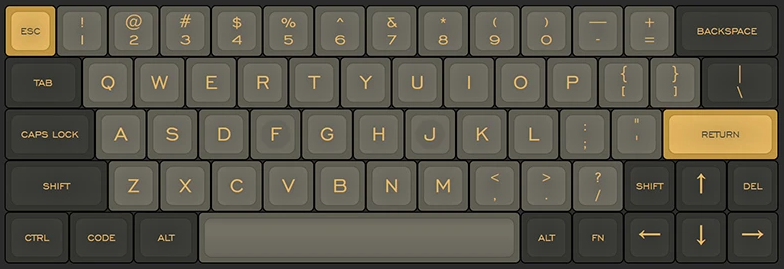 ESC ! @ # $ % ^ & * ( ) — + BACKSPACE
1 2 3 4 5 6 7 8 9 0 - =
TAB Q W E R T Y U I O P { } |
[ ] \
CAPS LOCK A S D F G H J K L : " RETURN
; '
SHIFT Z X C V B N M < > ? SHIFT ↑ DEL
, . /
CTRL CODE ALT ALT FN ← ↓ →